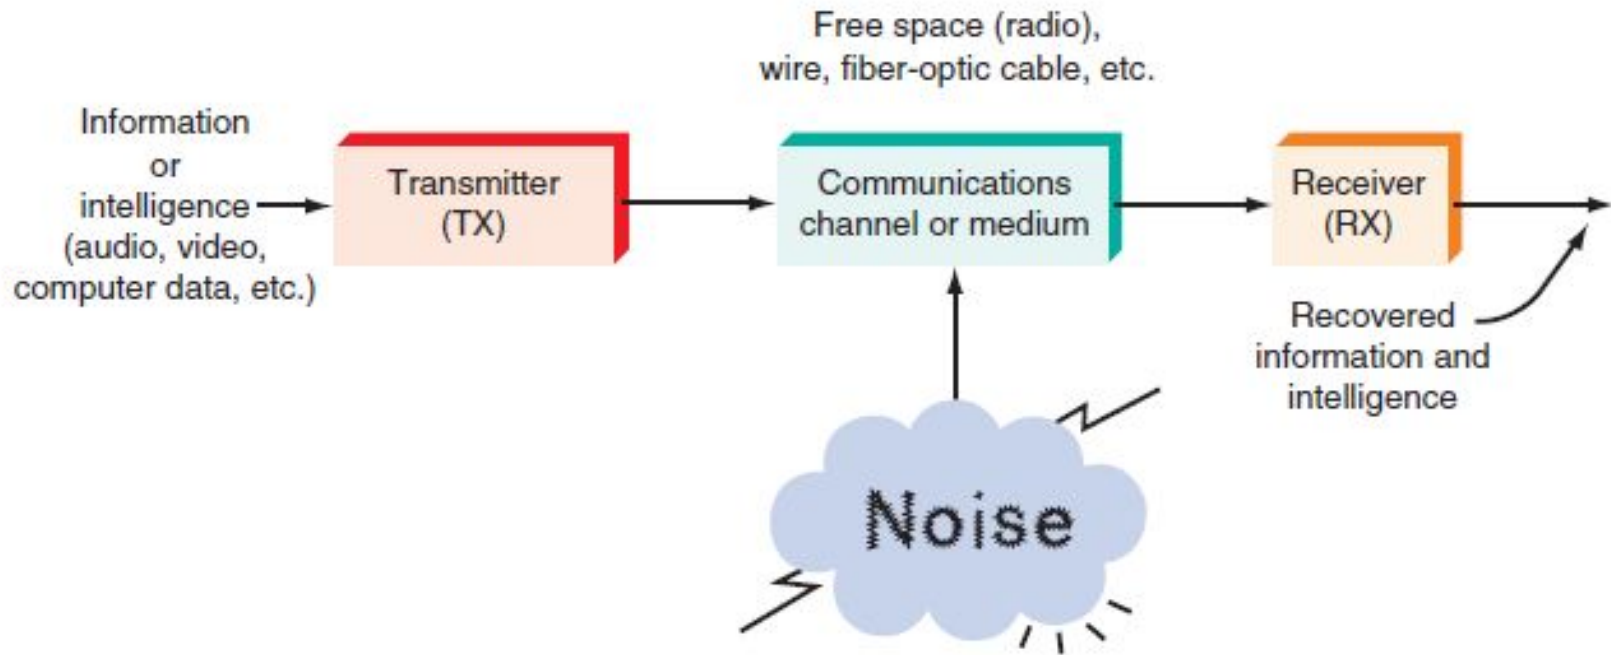 Free space (radio),
wire, fiber-optic cable, etc.
Information
or
intelligence
(audio, video,
computer data, etc.)
Transmitter
(TX)
Communications
channel or medium
Receiver
(RX)
Recovered
information and
intelligence
Noise